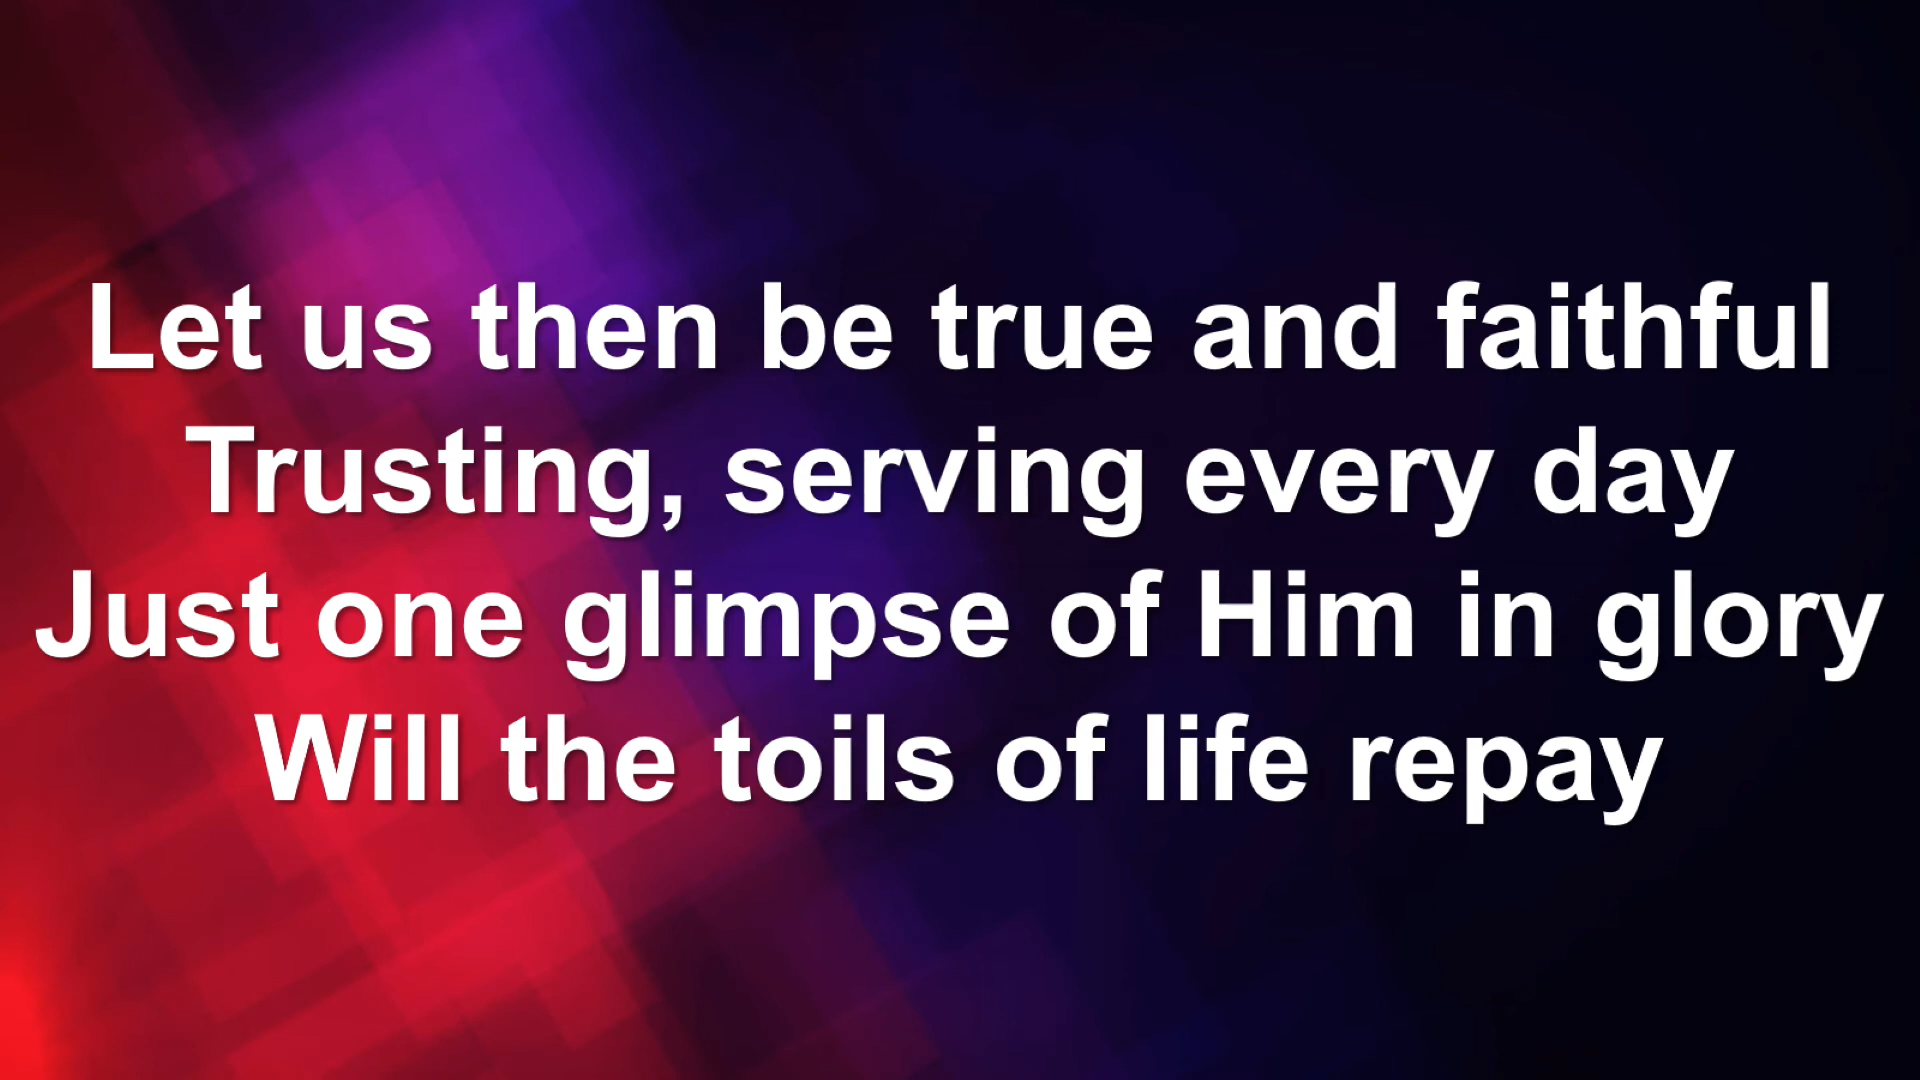 Let us then be true and faithful
Trusting, serving every day
Just one glimpse of Him in glory
Will the toils of life repay